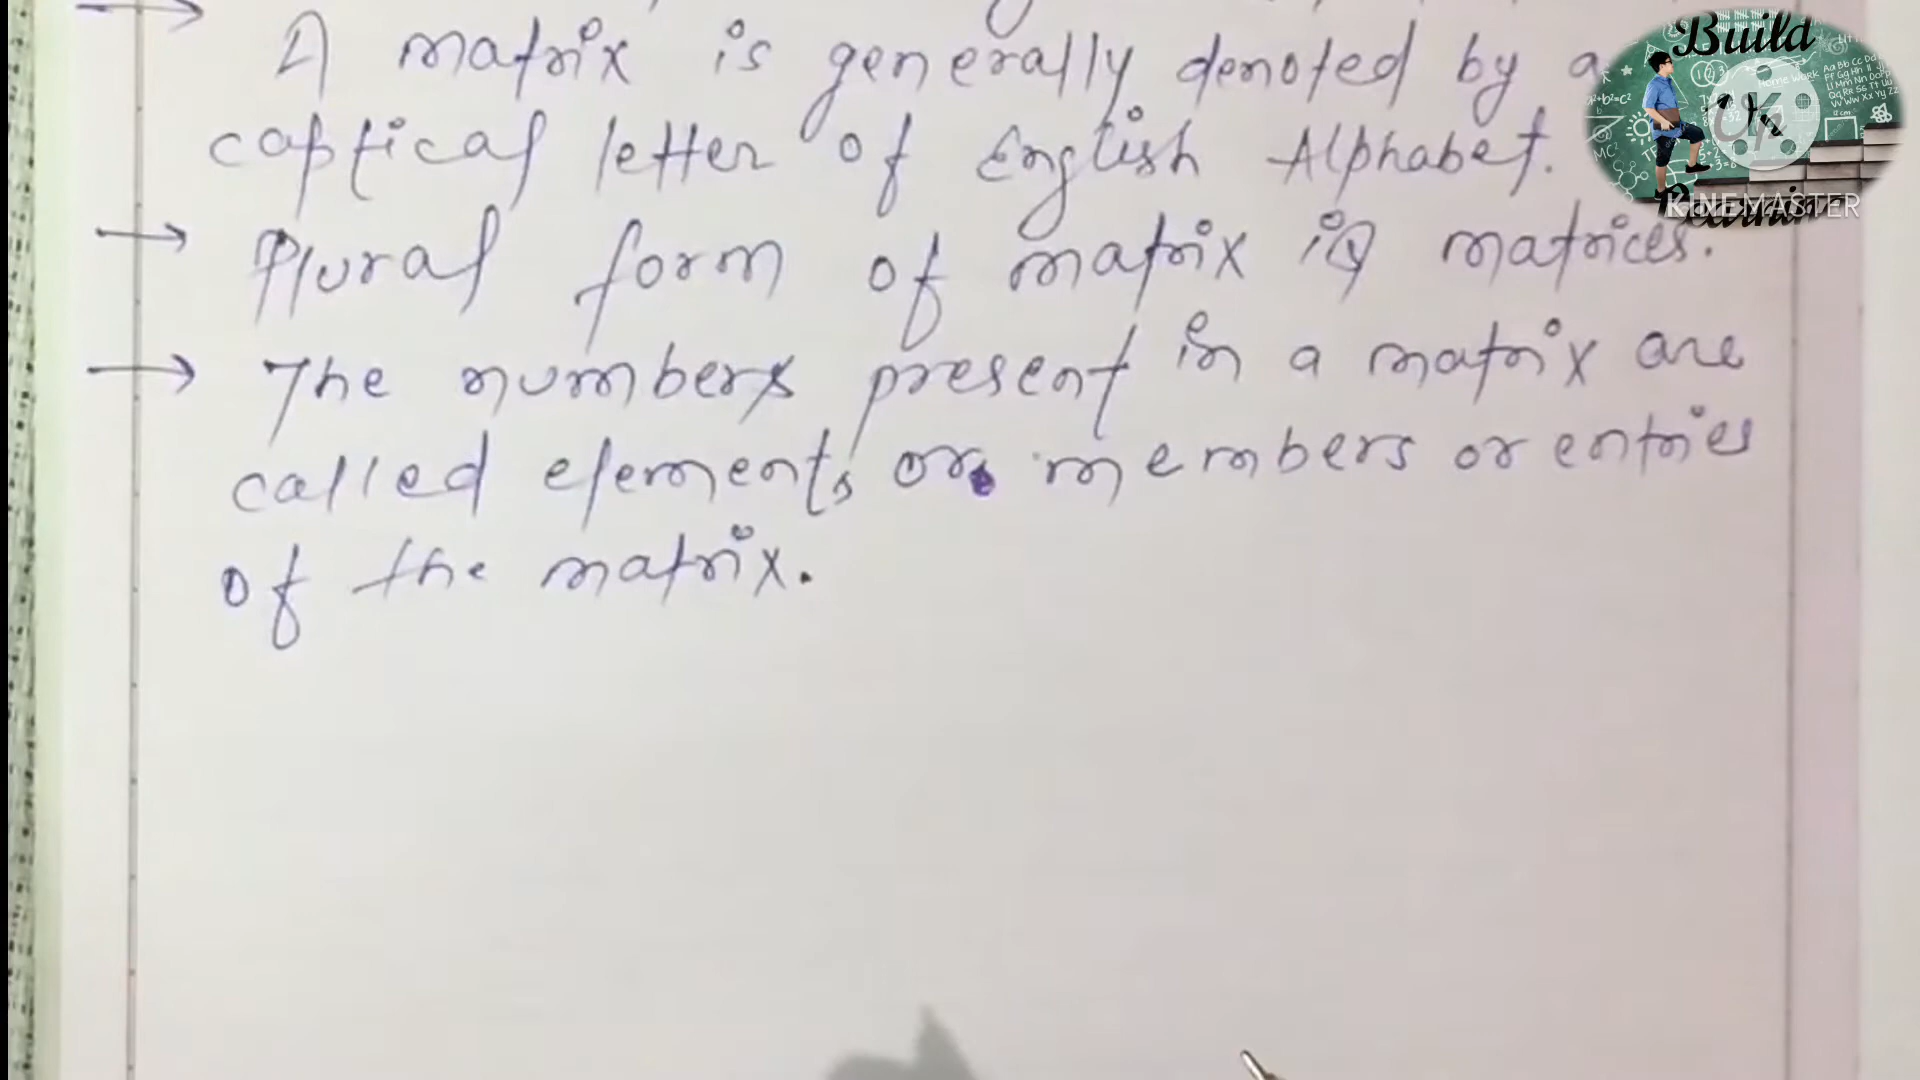 A matrix is generally denoted by a
captical letter of English Alphabet.
Plural form of matrix is matrices.
The numbers present in a matrix are
called elements or members or entries
of the matrix.
Build
KINEMASTER